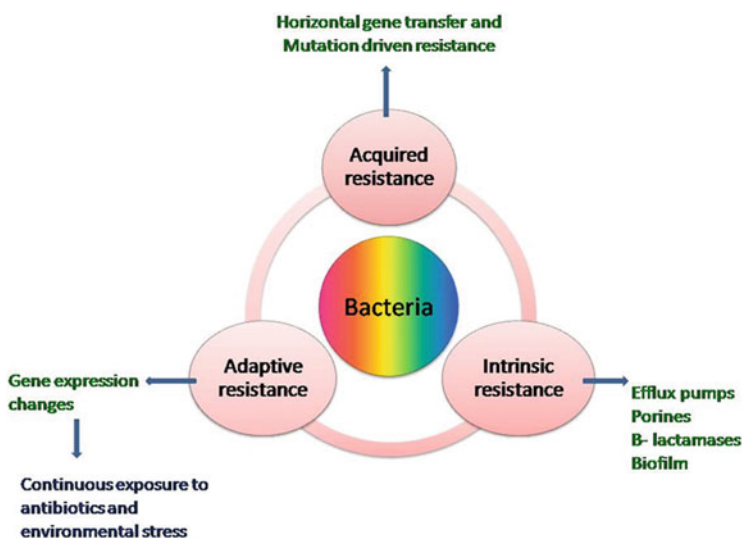 Horizontal gene transfer and
Mutation driven resistance
Acquired
resistance
Bacteria
Adaptive
resistance
Intrinsic
resistance
Gene expression
changes
Efflux pumps
Porines
B- lactamases
Biofilm
Continuous exposure to
antibiotics and
environmental stress